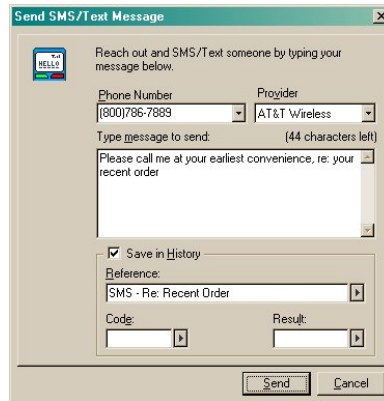 Send SMS/Text Message
HELLO
Reach out and SMS/Text someone by typing your
message below.
Phone Number
Provider
(800)786-7889
AT&T Wireless
Type message to send:
(44 characters left)
Please call me at your earliest convenience, re: your
recent order
Save in History
Reference:
SMS - Re: Recent Order
Code:
Result:
Send
Cancel